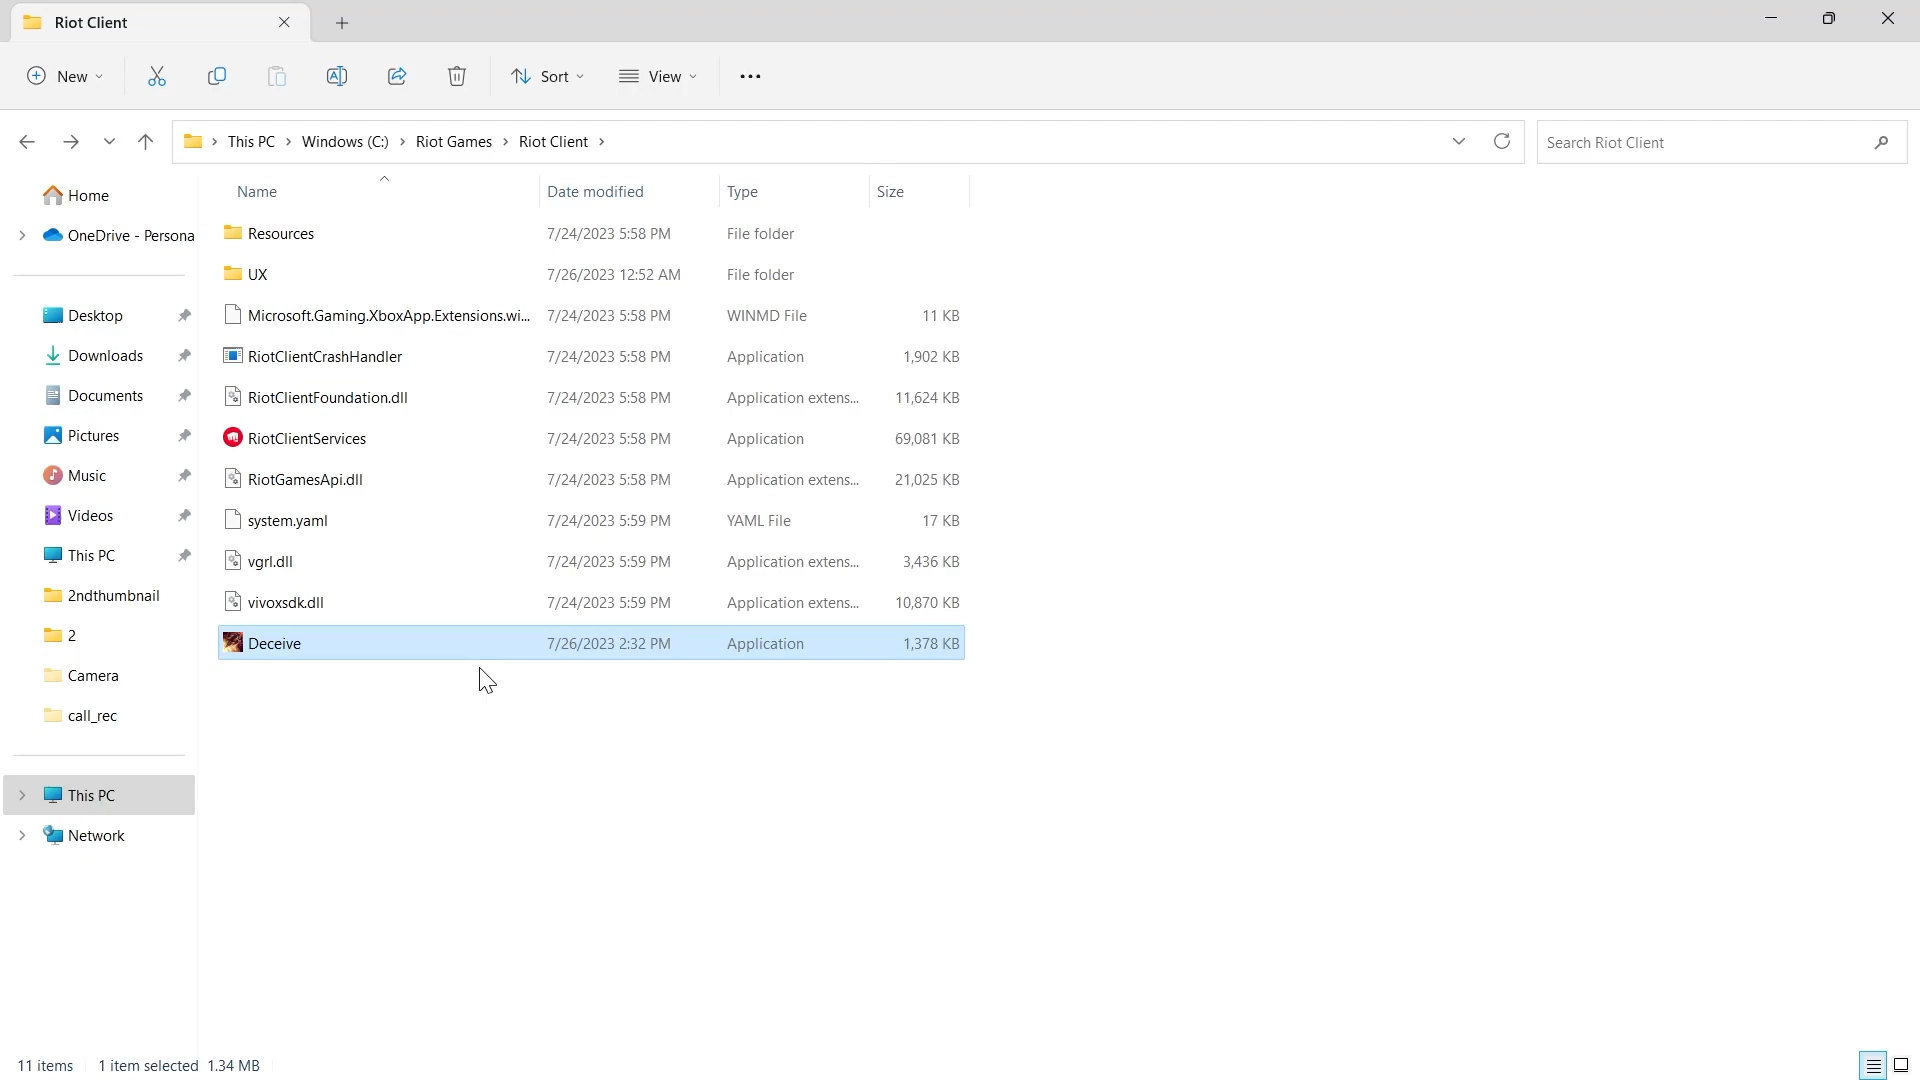 Riot Client
New
Sort
View
This PC
Windows (C:)
Riot Games
Riot Client
Search Riot Client
Home
OneDrive - Persona
Desktop
Downloads
Documents
Pictures
Music
Videos
This PC
2ndthumbnail
2
Camera
call_rec
This PC
Network
Name Date modified Type Size
Resources 7/24/2023 5:58 PM File folder
UX 7/26/2023 12:52 AM File folder
Microsoft.Gaming.XboxApp.Extensions.wi... 7/24/2023 5:58 PM WINMD File 11 KB
RiotClientCrashHandler 7/24/2023 5:58 PM Application 1,902 KB
RiotClientFoundation.dll 7/24/2023 5:58 PM Application extens... 11,624 KB
RiotClientServices 7/24/2023 5:58 PM Application 69,081 KB
RiotGamesApi.dll 7/24/2023 5:58 PM Application extens... 21,025 KB
system.yaml 7/24/2023 5:59 PM YAML File 17 KB
vgrl.dll 7/24/2023 5:59 PM Application extens... 3,436 KB
vivoxsdk.dll 7/24/2023 5:59 PM Application extens... 10,870 KB
Deceive 7/26/2023 2:32 PM Application 1,378 KB
11 items 1 item selected 1.34 MB